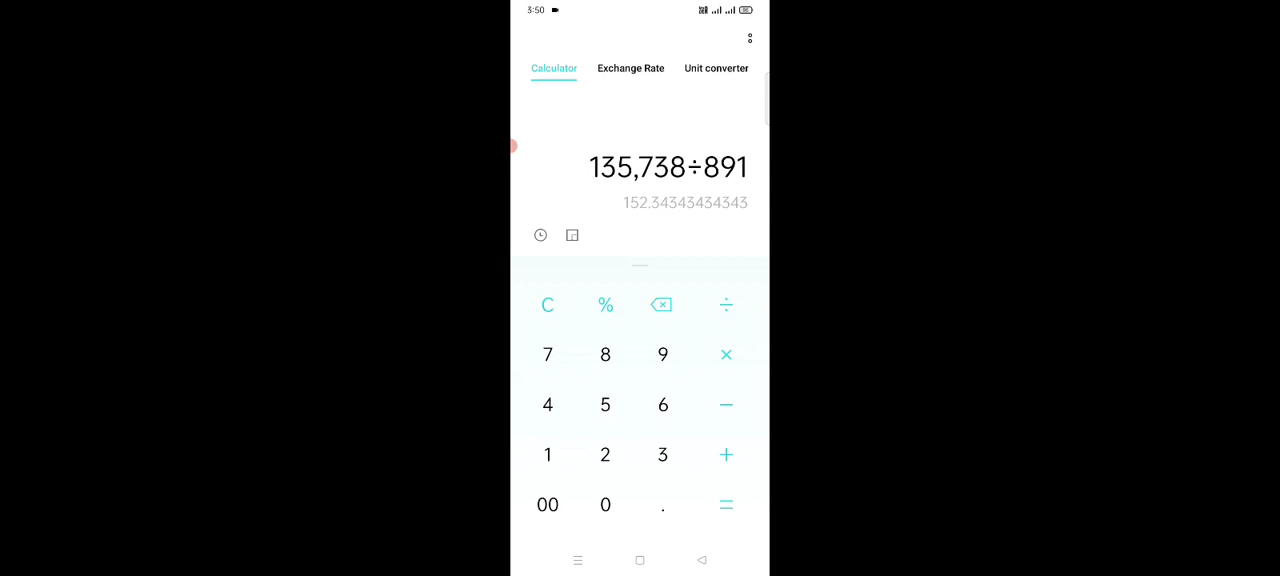 3:50
Calculator Exchange Rate Unit converter
135,738÷891
152.34343434343
C % ÷
7 8 9 ×
4 5 6 −
1 2 3 +
00 0 . =